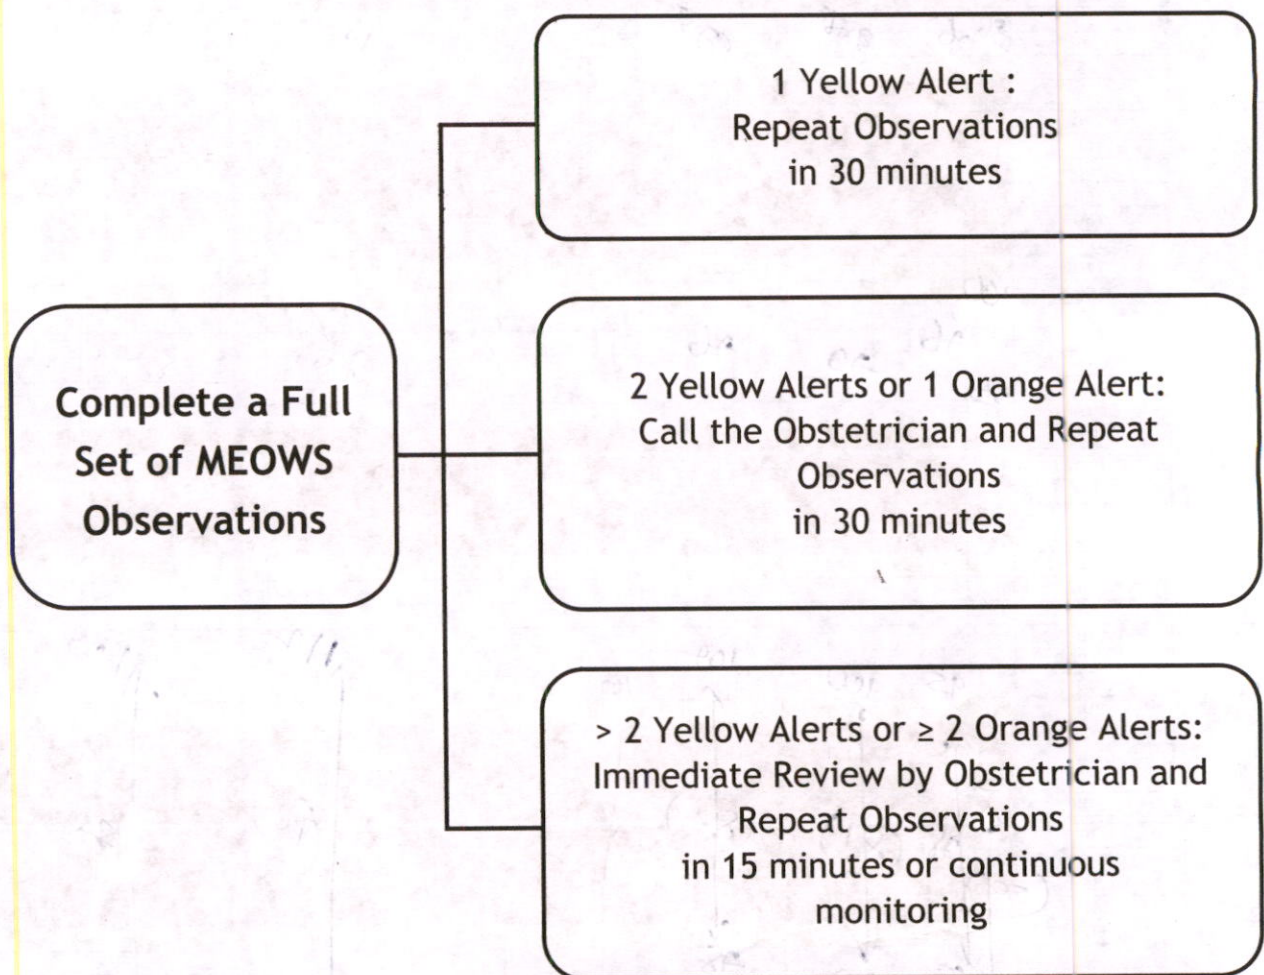 Complete a Full
Set of MEOWS
Observations
1 Yellow Alert :
Repeat Observations
in 30 minutes
2 Yellow Alerts or 1 Orange Alert:
Call the Obstetrician and Repeat
Observations
in 30 minutes
> 2 Yellow Alerts or ≥ 2 Orange Alerts:
Immediate Review by Obstetrician and
Repeat Observations
in 15 minutes or continuous
monitoring